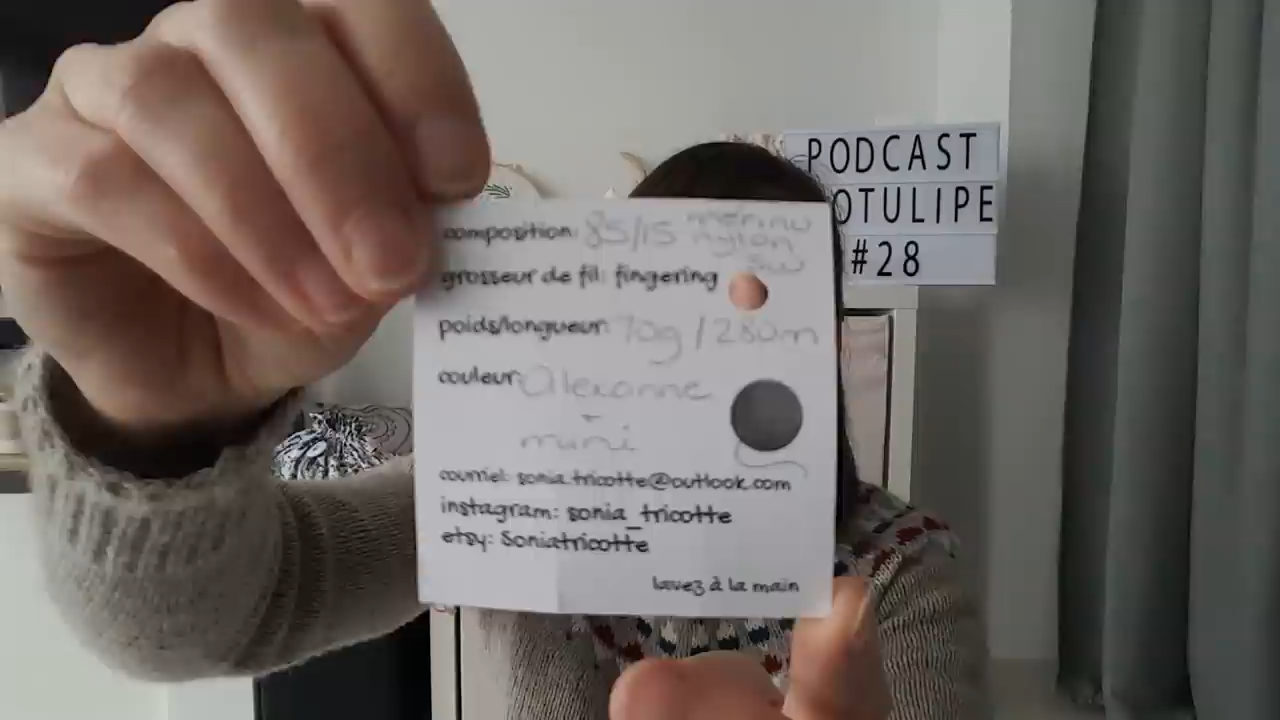 PODCAST
OTULIPE
#28
composition: 85/15 merino
nylon
SW
grosseur de fil: fingering
poids/longueur: 70g / 280m
couleur: Alexanne
+
mini
courriel: sonia.tricotte@outlook.com
instagram: sonia_tricotte
etsy: Soniatricotte
lavez à la main